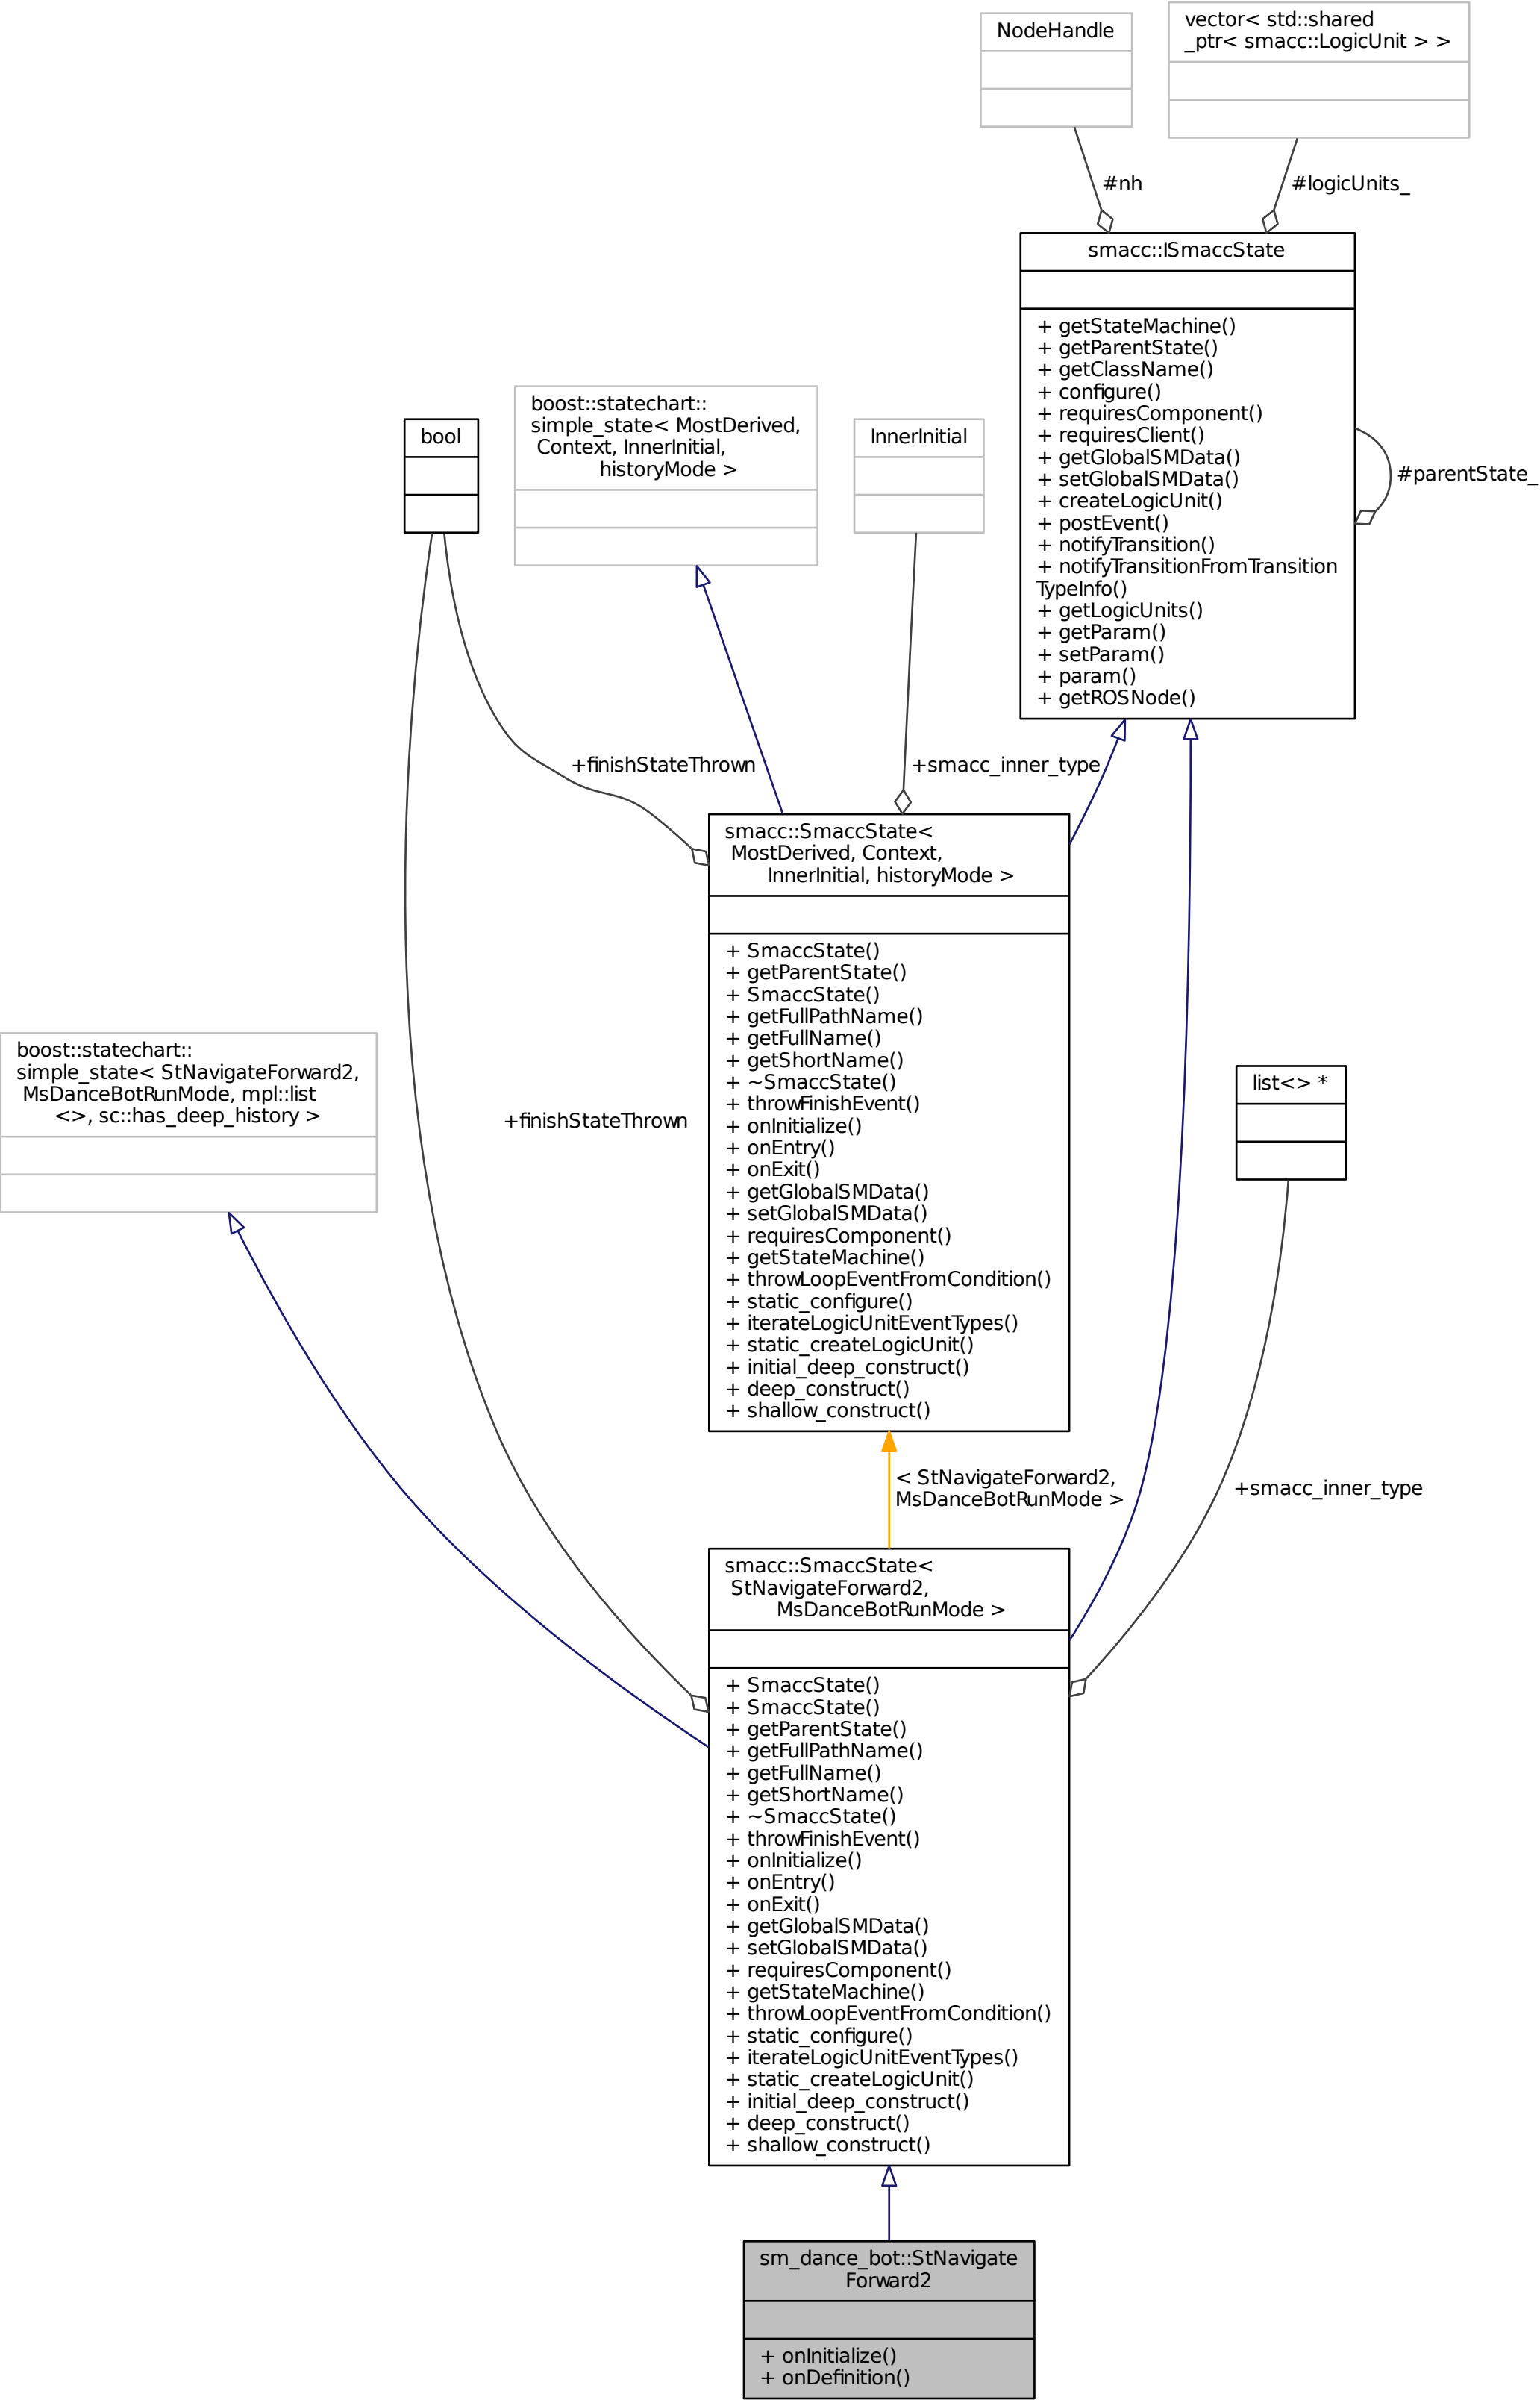 NodeHandle
vector< std::shared
_ptr< smacc::LogicUnit > >
#nh
#logicUnits_
smacc::ISmaccState
+ getStateMachine()
+ getParentState()
+ getClassName()
+ configure()
+ requiresComponent()
+ requiresClient()
+ getGlobalSMData()
+ setGlobalSMData()
+ createLogicUnit()
+ postEvent()
+ notifyTransition()
+ notifyTransitionFromTransition
TypeInfo()
+ getLogicUnits()
+ getParam()
+ setParam()
+ param()
+ getROSNode()
#parentState_
bool
boost::statechart::
simple_state< MostDerived,
Context, InnerInitial,
historyMode >
InnerInitial
+finishStateThrown
+smacc_inner_type
smacc::SmaccState<
MostDerived, Context,
InnerInitial, historyMode >
+ SmaccState()
+ getParentState()
+ SmaccState()
+ getFullPathName()
+ getFullName()
+ getShortName()
+ ~SmaccState()
+ throwFinishEvent()
+ onInitialize()
+ onEntry()
+ onExit()
+ getGlobalSMData()
+ setGlobalSMData()
+ requiresComponent()
+ getStateMachine()
+ throwLoopEventFromCondition()
+ static_configure()
+ iterateLogicUnitEventTypes()
+ static_createLogicUnit()
+ initial_deep_construct()
+ deep_construct()
+ shallow_construct()
boost::statechart::
simple_state< StNavigateForward2,
MsDanceBotRunMode, mpl::list
<>, sc::has_deep_history >
+finishStateThrown
list<> *
< StNavigateForward2,
MsDanceBotRunMode >
+smacc_inner_type
smacc::SmaccState<
StNavigateForward2,
MsDanceBotRunMode >
+ SmaccState()
+ SmaccState()
+ getParentState()
+ getFullPathName()
+ getFullName()
+ getShortName()
+ ~SmaccState()
+ throwFinishEvent()
+ onInitialize()
+ onEntry()
+ onExit()
+ getGlobalSMData()
+ setGlobalSMData()
+ requiresComponent()
+ getStateMachine()
+ throwLoopEventFromCondition()
+ static_configure()
+ iterateLogicUnitEventTypes()
+ static_createLogicUnit()
+ initial_deep_construct()
+ deep_construct()
+ shallow_construct()
sm_dance_bot::StNavigate
Forward2
+ onInitialize()
+ onDefinition()